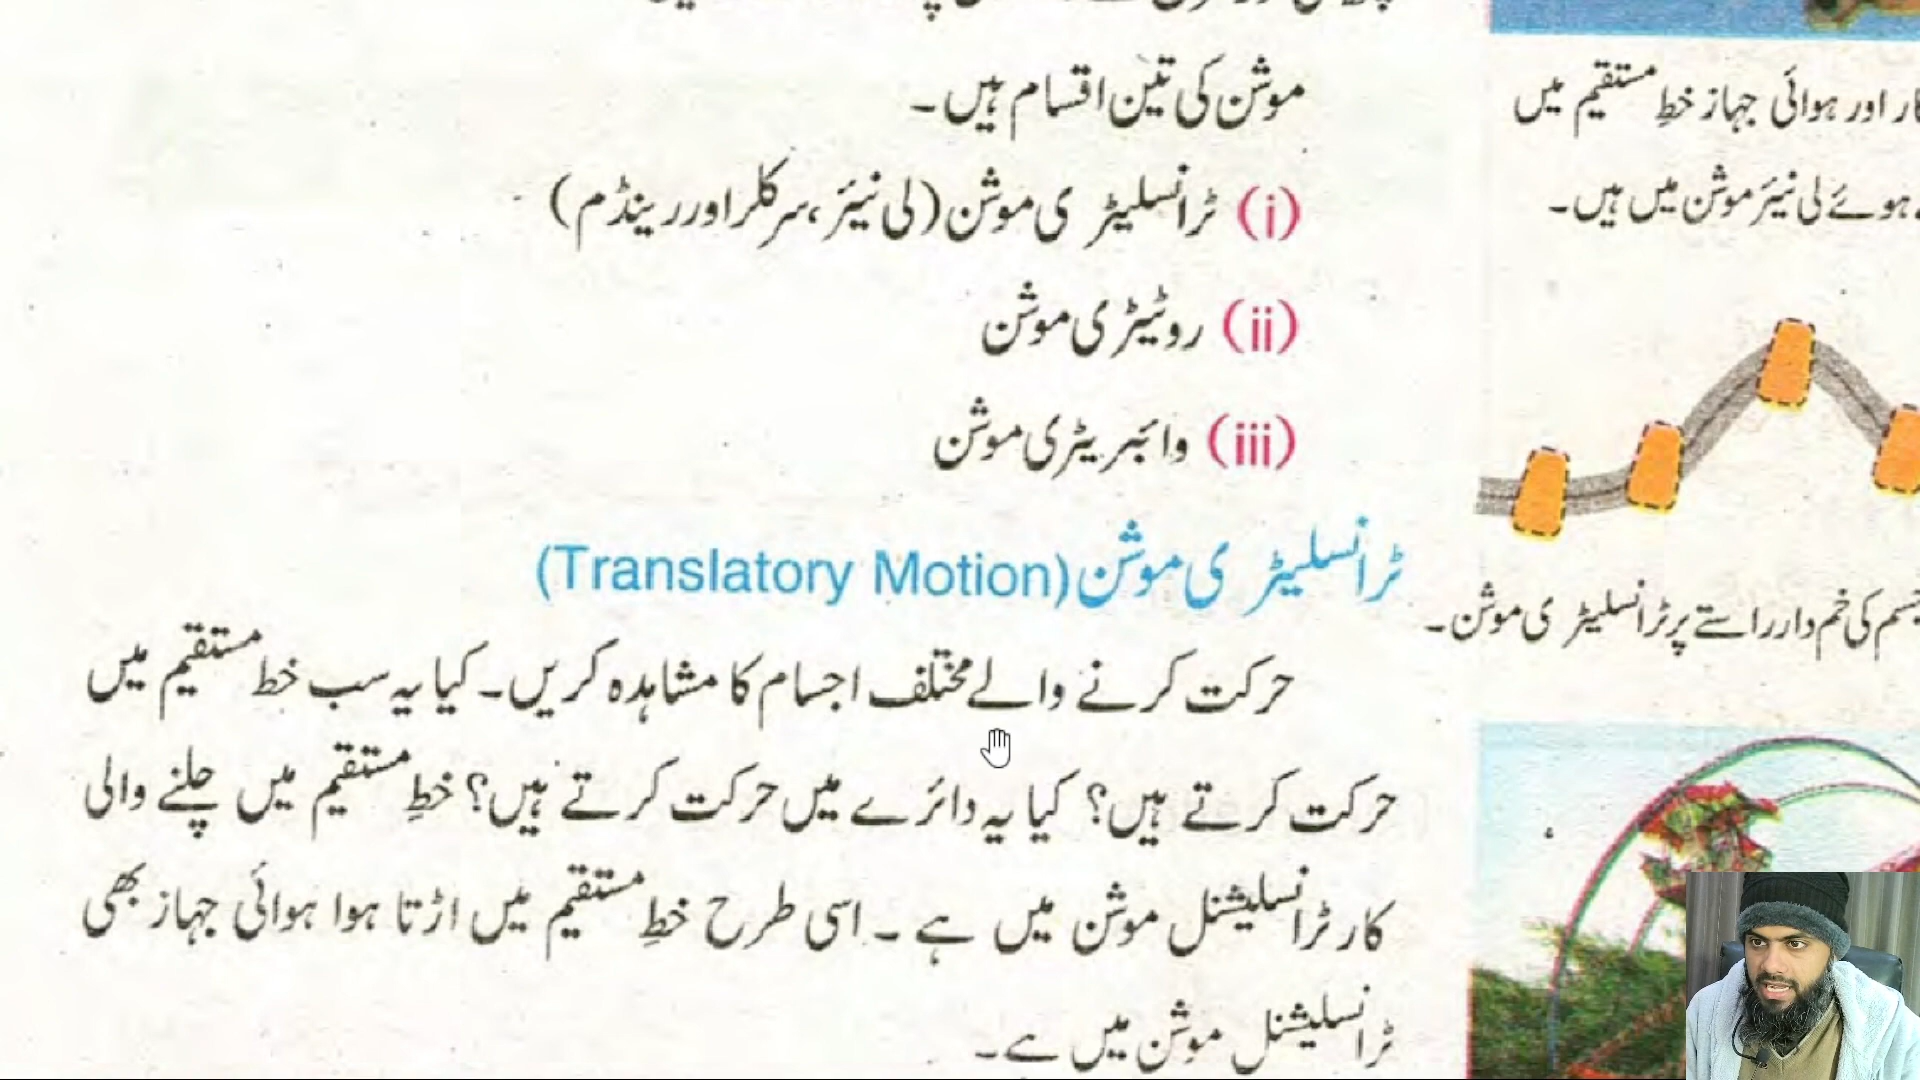 موشن کی تین اقسام ہیں۔
(i) ٹرانسلیٹری موشن (لی نیئر، سرکلر اور رینڈم)
(ii) روٹیٹری موشن
(iii) وائبریٹری موشن
ٹرانسلیٹری موشن (Translatory Motion)
حرکت کرنے والے مختلف اجسام کا مشاہدہ کریں۔ کیا یہ سب خط مستقیم میں
حرکت کرتے ہیں؟ کیا یہ دائرے میں حرکت کرتے ہیں؟ خطِ مستقیم میں چلنے والی
کار ٹرانسلیشنل موشن میں ہے ۔ اسی طرح خطِ مستقیم میں اڑتا ہوا ہوائی جہاز بھی
ٹرانسلیشنل موشن میں ہے۔
اور ہوائی جہاز خطِ مستقیم میں
ہوئے لی نیئر موشن میں ہیں۔
جسم کی خم دار راستے پر ٹرانسلیٹری موشن۔